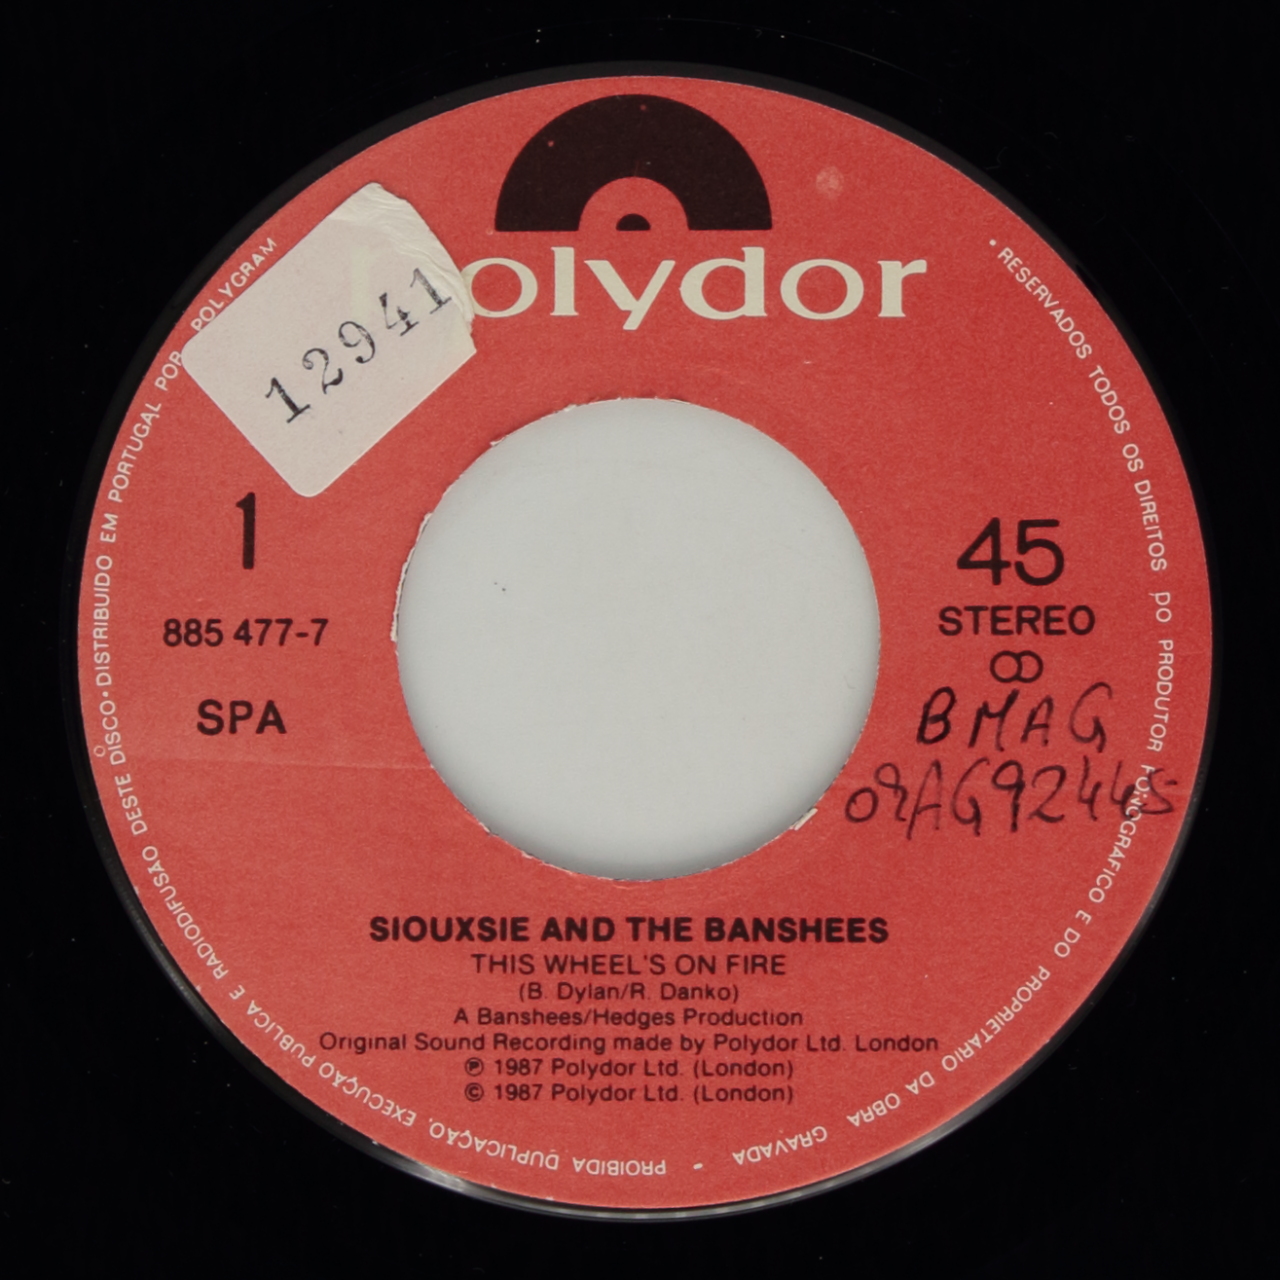 Polydor
12941
1
885 477-7
SPA
45
STEREO
BMAG
SIOUXSIE AND THE BANSHEES
THIS WHEEL'S ON FIRE
(B. Dylan/R. Danko)
A Banshees/Hedges Production
Original Sound Recording made by Polydor Ltd. London
℗ 1987 Polydor Ltd. (London)
© 1987 Polydor Ltd. (London)
• RESERVADOS TODOS OS DIREITOS DO PRODUTOR FONOGRAFICO E DO PROPRIETARIO DA OBRA GRAVADA - PROIBIDA DUPLICAÇÃO, EXECUÇÃO PUBLICA E RADIODIFUSÃO DESTE DISCO • DISTRIBUIDO EM PORTUGAL POR POLYGRAM